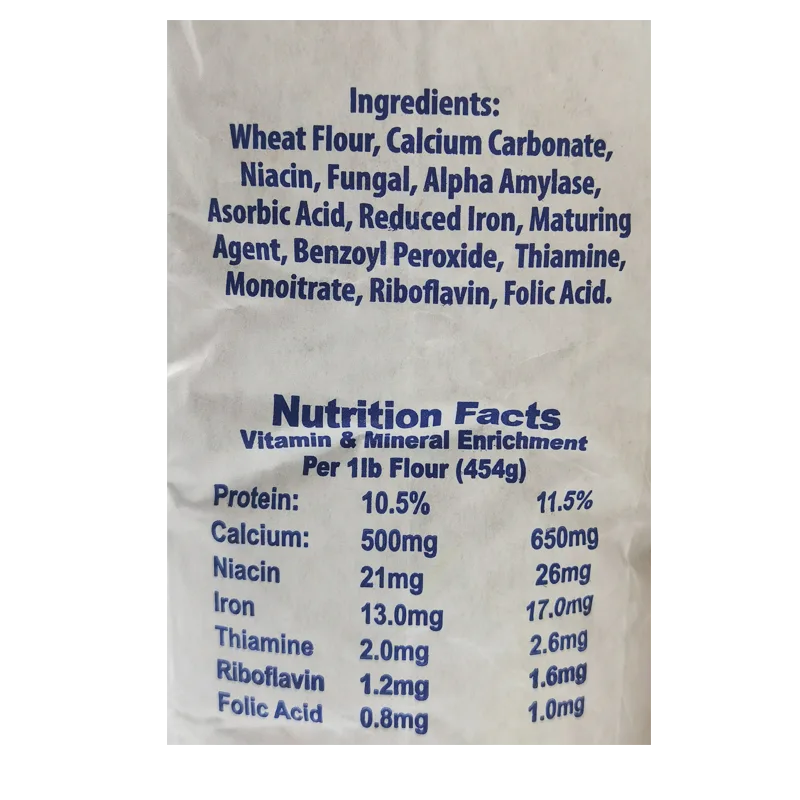 Ingredients:
Wheat Flour, Calcium Carbonate,
Niacin, Fungal, Alpha Amylase,
Asorbic Acid, Reduced Iron, Maturing
Agent, Benzoyl Peroxide, Thiamine,
Monoitrate, Riboflavin, Folic Acid.
Nutrition Facts
Vitamin & Mineral Enrichment
Per 1lb Flour (454g)
Protein: 10.5% 11.5%
Calcium: 500mg 650mg
Niacin 21mg 26mg
Iron 13.0mg 17.0mg
Thiamine 2.0mg 2.6mg
Riboflavin 1.2mg 1.6mg
Folic Acid 0.8mg 1.0mg